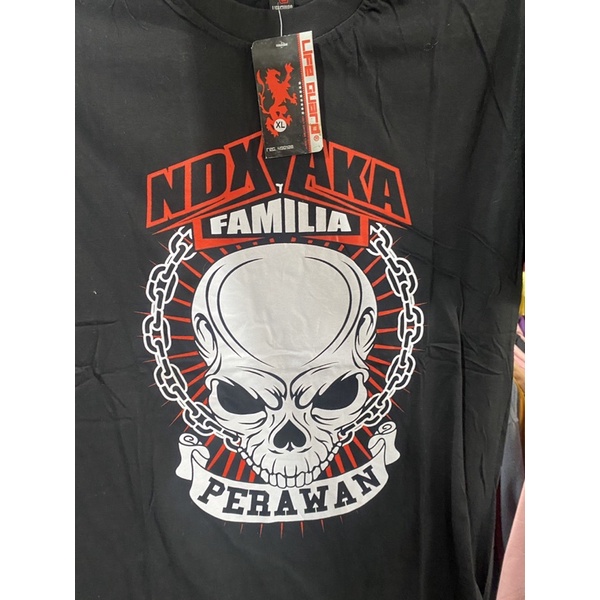 LIFE GUARD®
XL
NDX AKA
FAMILIA
PERAWAN